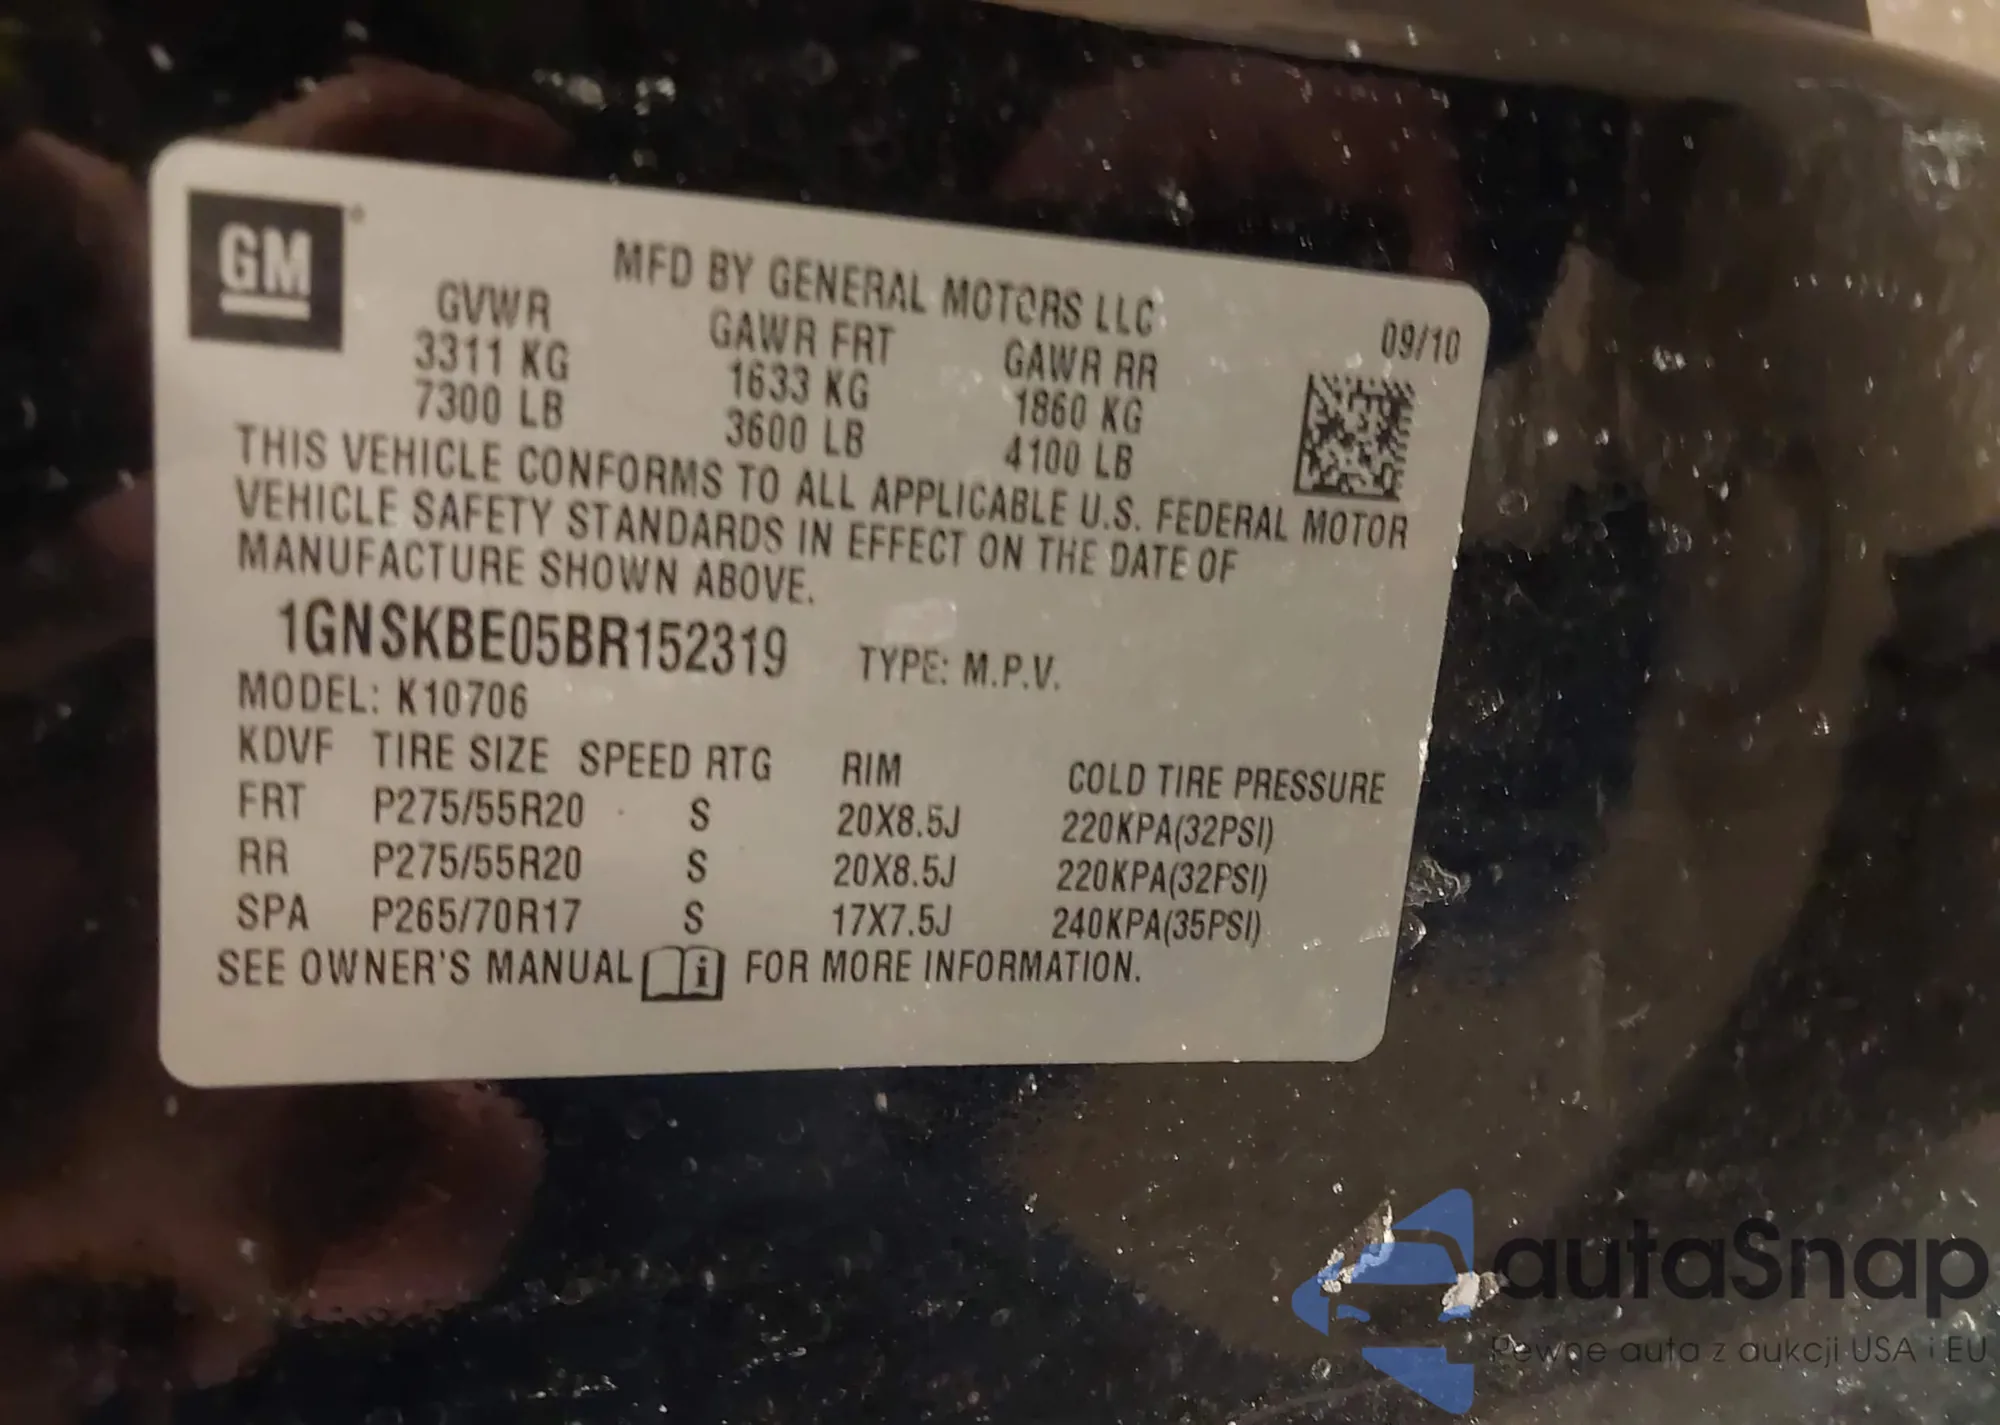 GM
MFD BY GENERAL MOTORS LLC
09/10
GVWR GAWR FRT GAWR RR
3311 KG 1633 KG 1860 KG
7300 LB 3600 LB 4100 LB
THIS VEHICLE CONFORMS TO ALL APPLICABLE U.S. FEDERAL MOTOR
VEHICLE SAFETY STANDARDS IN EFFECT ON THE DATE OF
MANUFACTURE SHOWN ABOVE.
1GNSKBE05BR152319 TYPE: M.P.V.
MODEL: K10706
KDVF TIRE SIZE SPEED RTG RIM COLD TIRE PRESSURE
FRT P275/55R20 S 20X8.5J 220KPA(32PSI)
RR P275/55R20 S 20X8.5J 220KPA(32PSI)
SPA P265/70R17 S 17X7.5J 240KPA(35PSI)
SEE OWNER'S MANUAL i FOR MORE INFORMATION.
autaSnap
Pewne auta z aukcji USA i EU